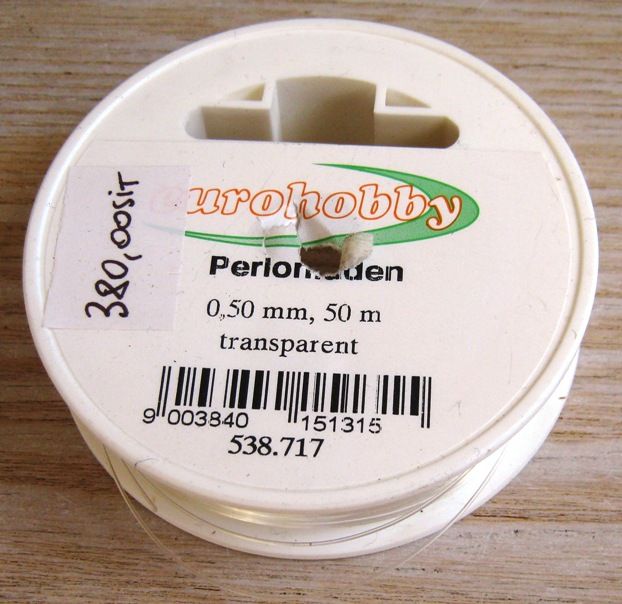 eurohobby
Perlonfaden
0,50 mm, 50 m
transparent
9 003840 151315
538.717
380,00SIT